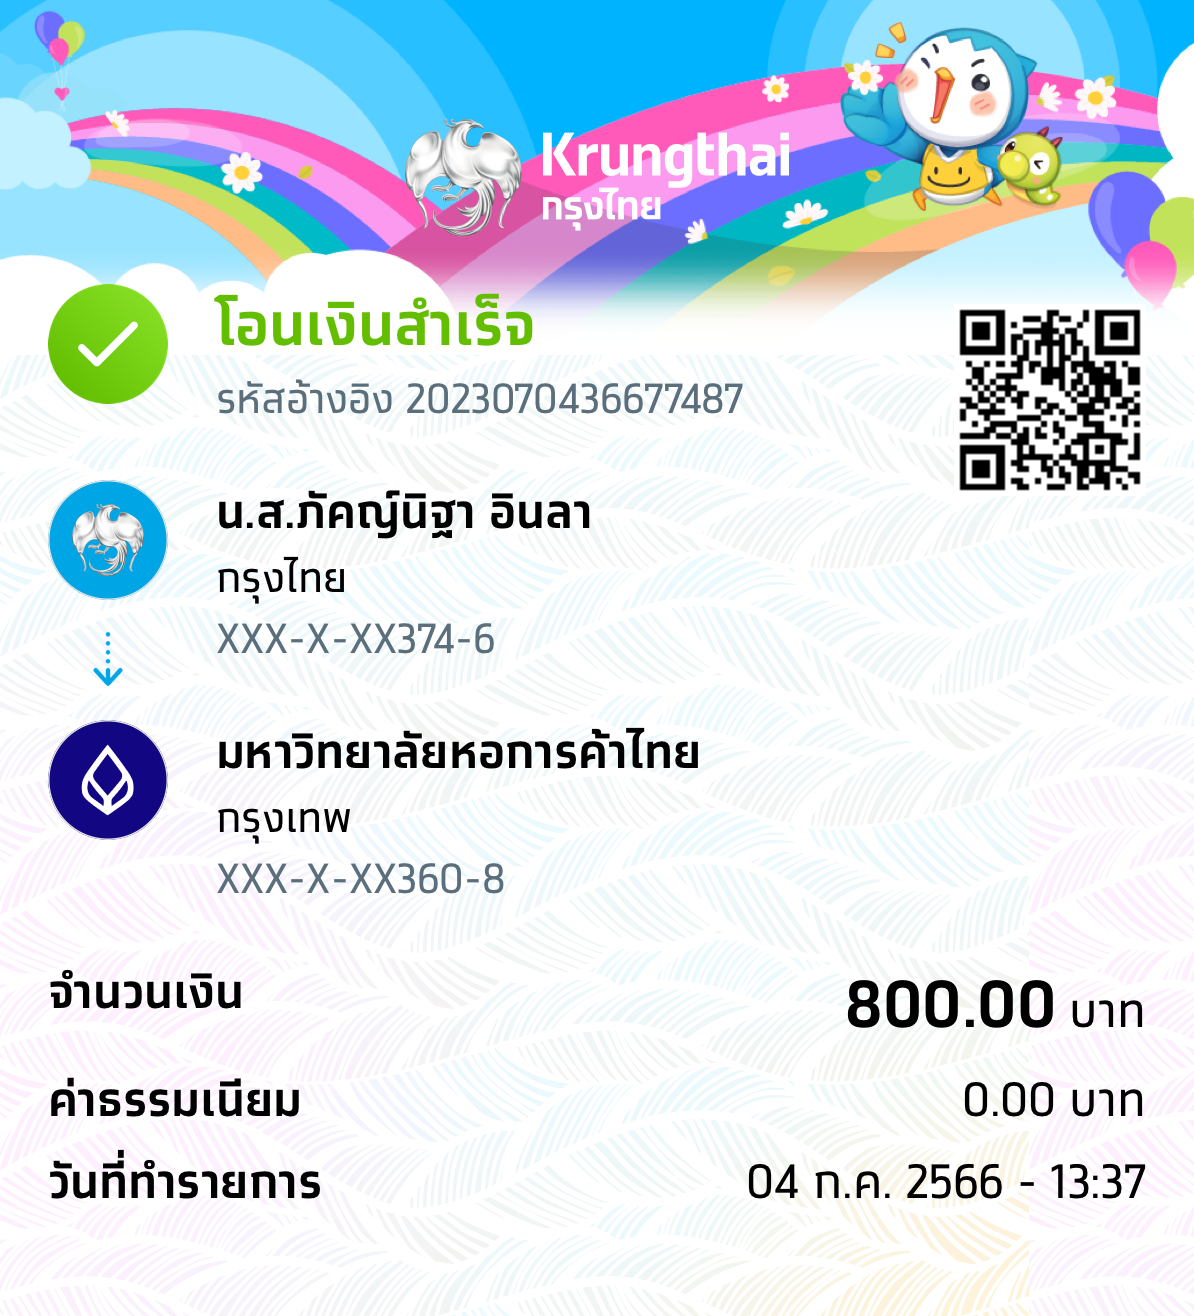 Krungthai
กรุงไทย
โอนเงินสำเร็จ
รหัสอ้างอิง 2023070436677487
น.ส.ภัคญ์นิฐา อินลา
กรุงไทย
XXX-X-XX374-6
มหาวิทยาลัยหอการค้าไทย
กรุงเทพ
XXX-X-XX360-8
จำนวนเงิน 800.00 บาท
ค่าธรรมเนียม 0.00 บาท
วันที่ทำรายการ 04 ก.ค. 2566 - 13:37